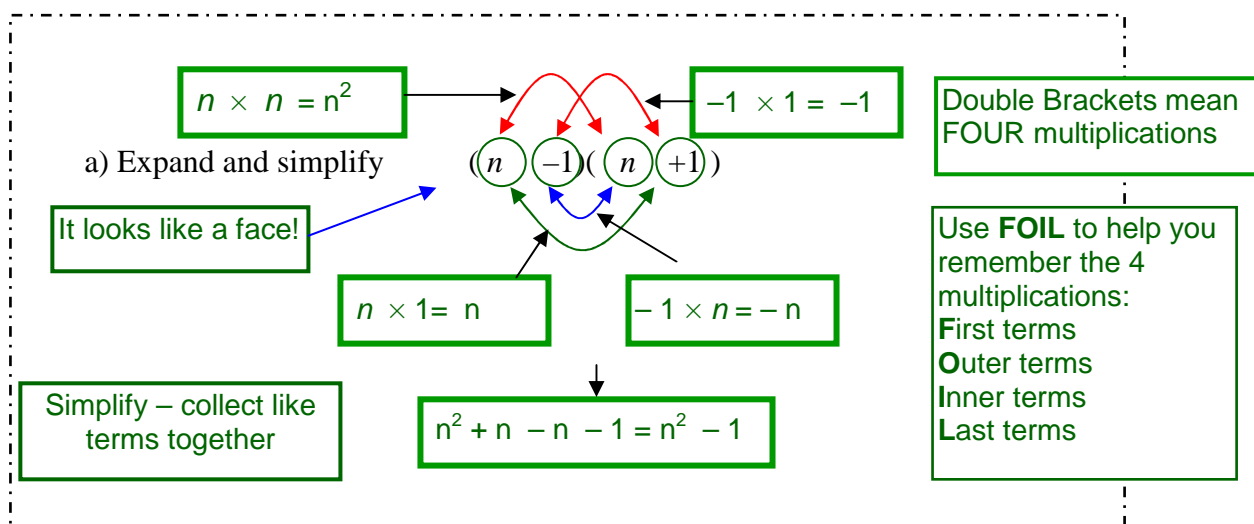 n × n = n²
–1 × 1 = –1
Double Brackets mean
FOUR multiplications
a) Expand and simplify (n –1)( n +1 )
It looks like a face!
Use FOIL to help you
remember the 4
multiplications:
First terms
Outer terms
Inner terms
Last terms
n × 1= n
– 1 × n = – n
Simplify – collect like
terms together
n² + n – n – 1 = n² – 1